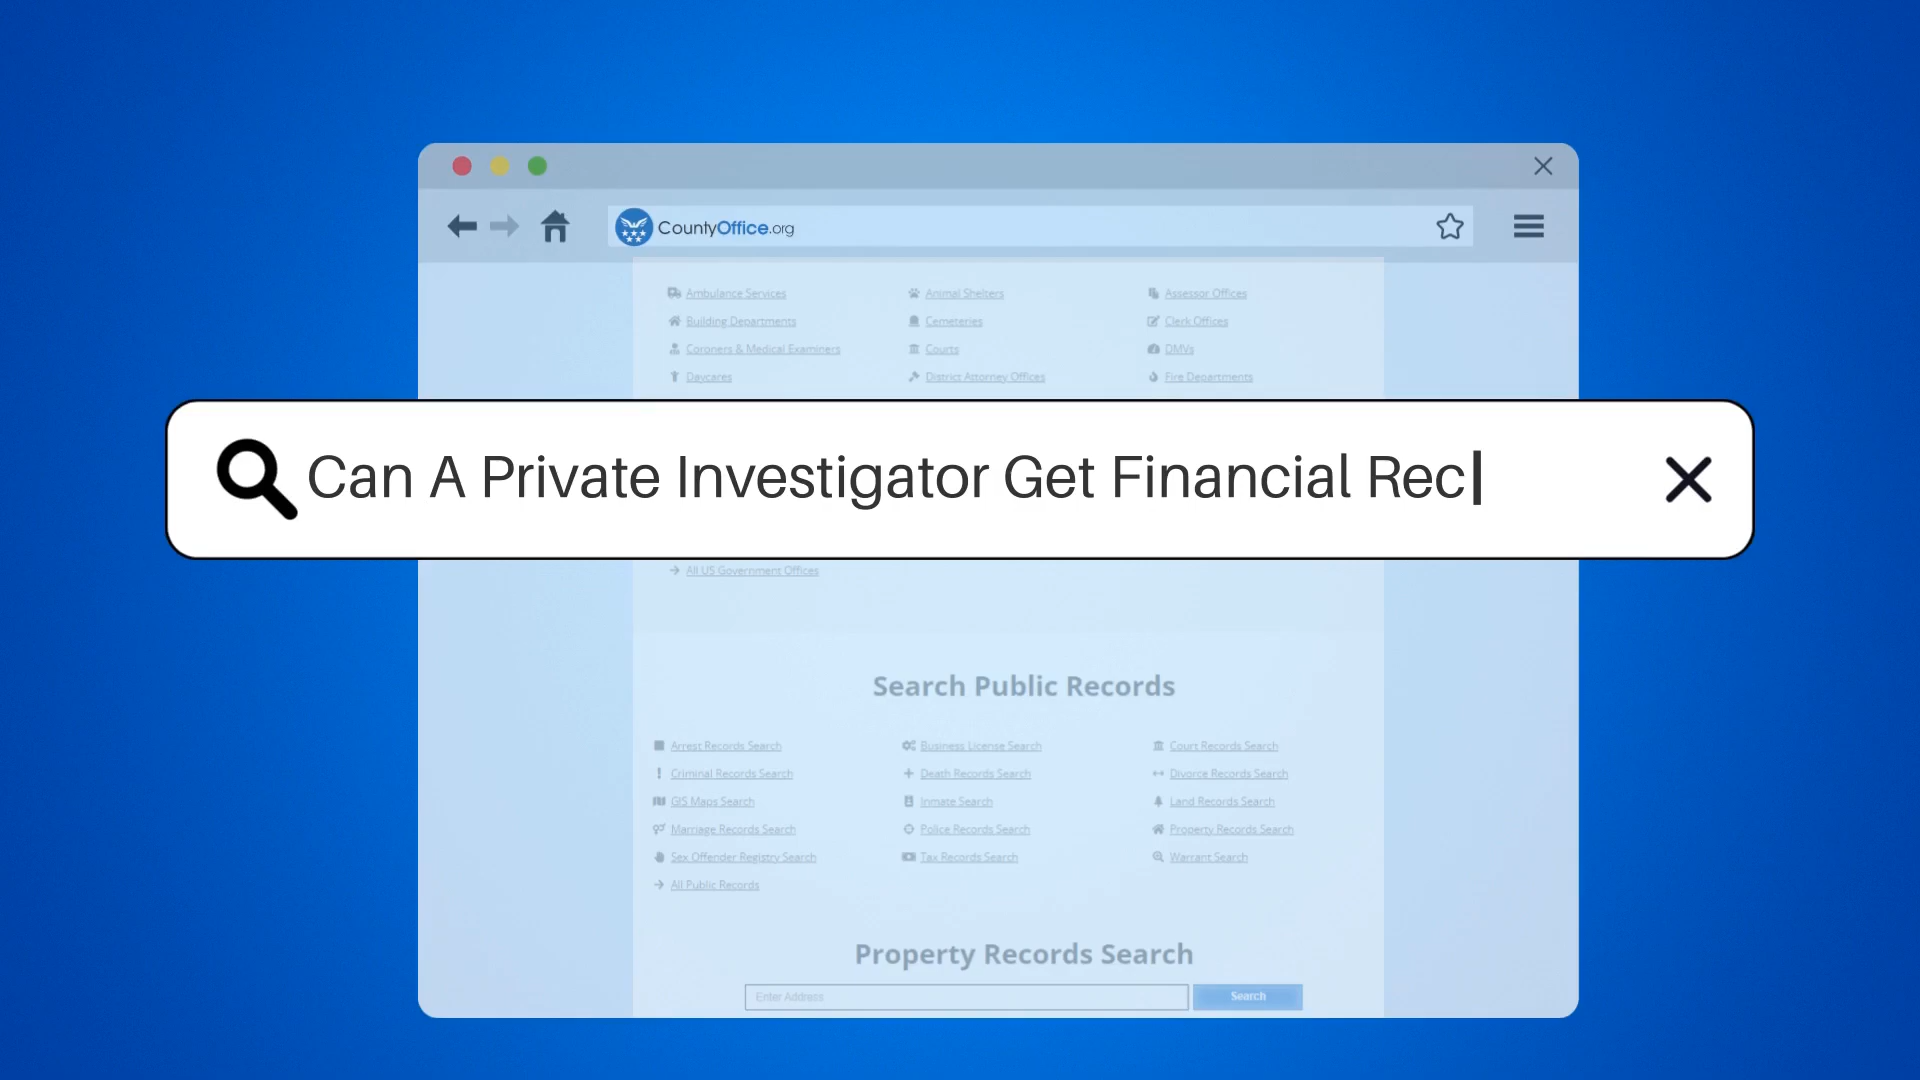 CountyOffice.org
Ambulance Services Animal Shelters Assessor Offices
Building Departments Cemeteries Clerk Offices
Coroners & Medical Examiners Courts DMVs
Daycares District Attorney Offices Fire Departments
Can A Private Investigator Get Financial Rec
All US Government Offices
Search Public Records
Arrest Records Search Business License Search Court Records Search
Criminal Records Search Death Records Search Divorce Records Search
GIS Maps Search Inmate Search Land Records Search
Marriage Records Search Police Records Search Property Records Search
Sex Offender Registry Search Tax Records Search Warrant Search
All Public Records
Property Records Search
Enter Address Search